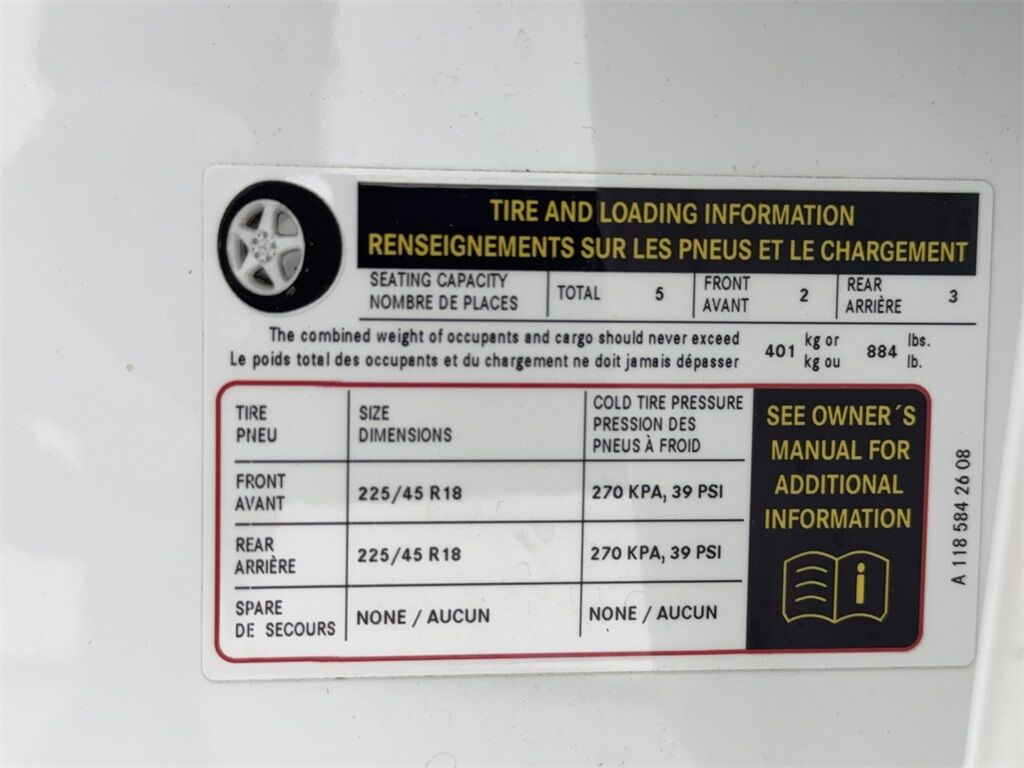 TIRE AND LOADING INFORMATION
RENSEIGNEMENTS SUR LES PNEUS ET LE CHARGEMENT
SEATING CAPACITY
NOMBRE DE PLACES
TOTAL 5
FRONT
AVANT
2
REAR
ARRIÈRE
3
The combined weight of occupants and cargo should never exceed
Le poids total des occupants et du chargement ne doit jamais dépasser
401
kg or
kg ou
884
lbs.
lb.
TIRE
PNEU
SIZE
DIMENSIONS
COLD TIRE PRESSURE
PRESSION DES
PNEUS À FROID
FRONT
AVANT
225/45 R18
270 KPA, 39 PSI
REAR
ARRIÈRE
225/45 R18
270 KPA, 39 PSI
SPARE
DE SECOURS
NONE / AUCUN
NONE / AUCUN
SEE OWNER´S
MANUAL FOR
ADDITIONAL
INFORMATION
i
A 118 584 26 08